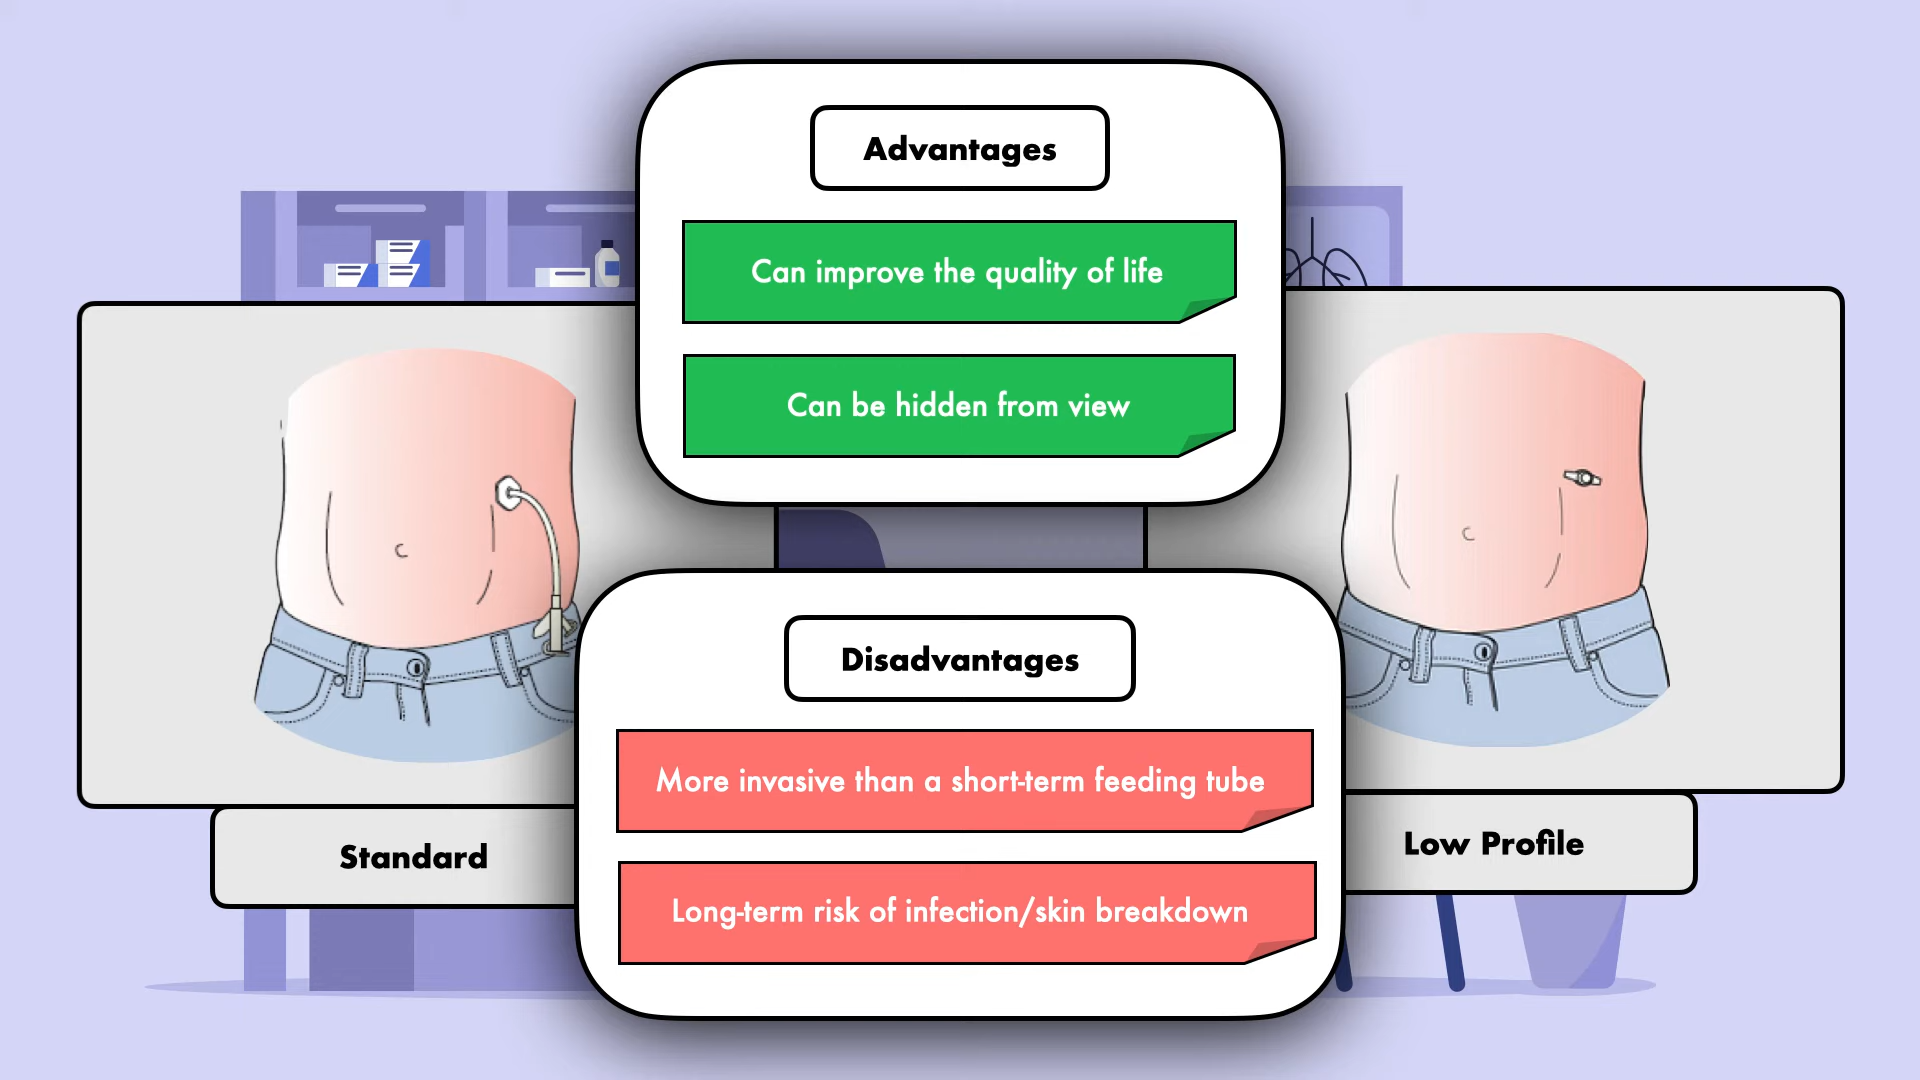 Advantages
Can improve the quality of life
Can be hidden from view
Disadvantages
More invasive than a short-term feeding tube
Long-term risk of infection/skin breakdown
Standard
Low Profile